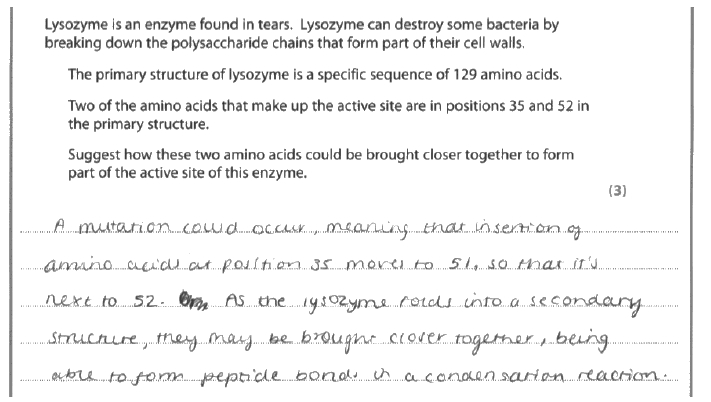 Lysozyme is an enzyme found in tears. Lysozyme can destroy some bacteria by
breaking down the polysaccharide chains that form part of their cell walls.
The primary structure of lysozyme is a specific sequence of 129 amino acids.
Two of the amino acids that make up the active site are in positions 35 and 52 in
the primary structure.
Suggest how these two amino acids could be brought closer together to form
part of the active site of this enzyme.
(3)
A mutation could occur, meaning that insertion of
amino acids at position 35 moves to 51, so that it's
next to 52. As the lysozyme folds into a secondary
structure, they may be brought closer together, being
able to form peptide bonds in a condensation reaction.